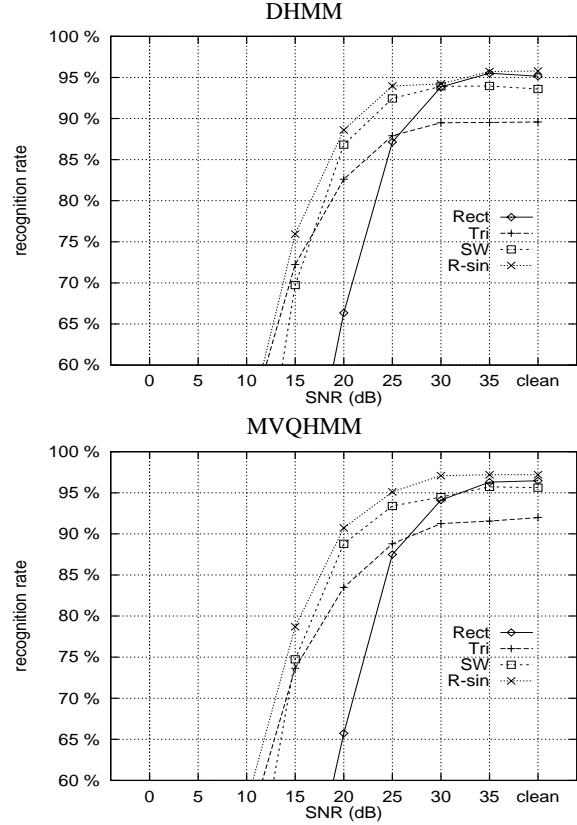 DHMM
100 %
95 %
90 %
85 %
80 %
75 %
70 %
65 %
60 %
recognition rate
Rect
Tri
SW
R-sin
0 5 10 15 20 25 30 35 clean
SNR (dB)
MVQHMM
100 %
95 %
90 %
85 %
80 %
75 %
70 %
65 %
60 %
recognition rate
Rect
Tri
SW
R-sin
0 5 10 15 20 25 30 35 clean
SNR (dB)